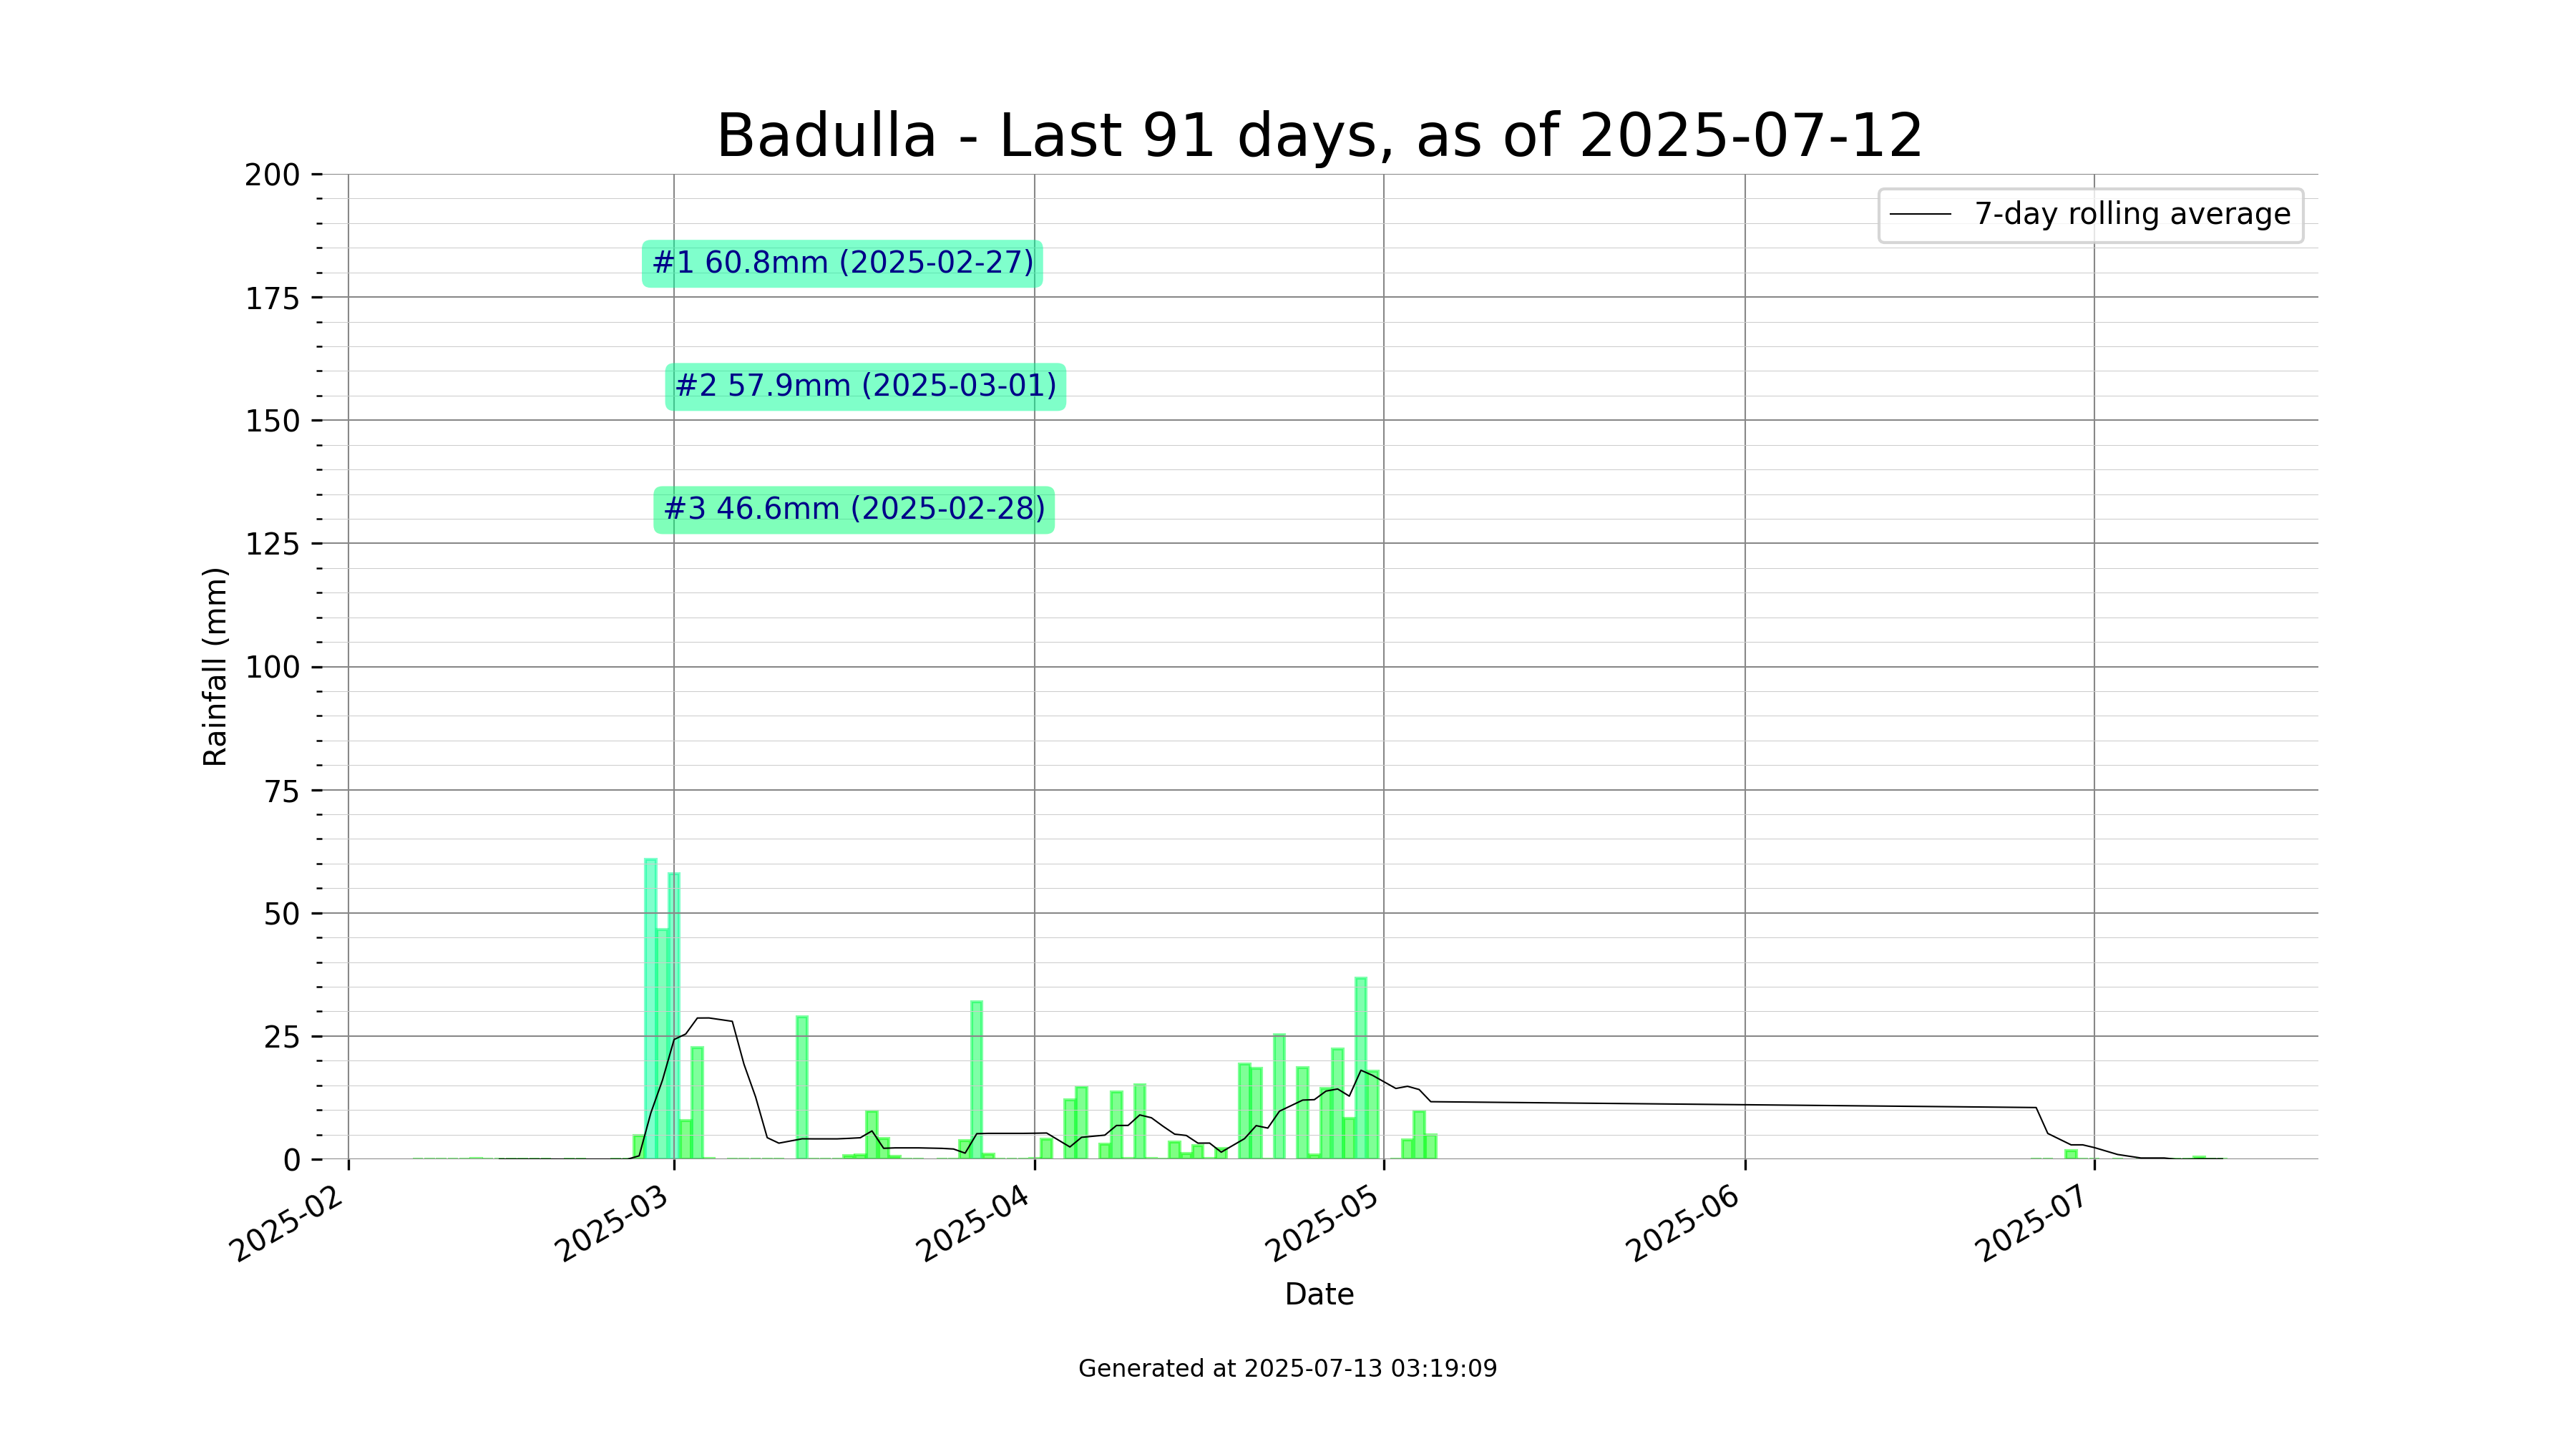 Badulla - Last 91 days, as of 2025-07-12
200
175
150
125
100
75
50
25
0
Rainfall (mm)
7-day rolling average
#1 60.8mm (2025-02-27)
#2 57.9mm (2025-03-01)
#3 46.6mm (2025-02-28)
2025-02
2025-03
2025-04
2025-05
2025-06
2025-07
Date
Generated at 2025-07-13 03:19:09